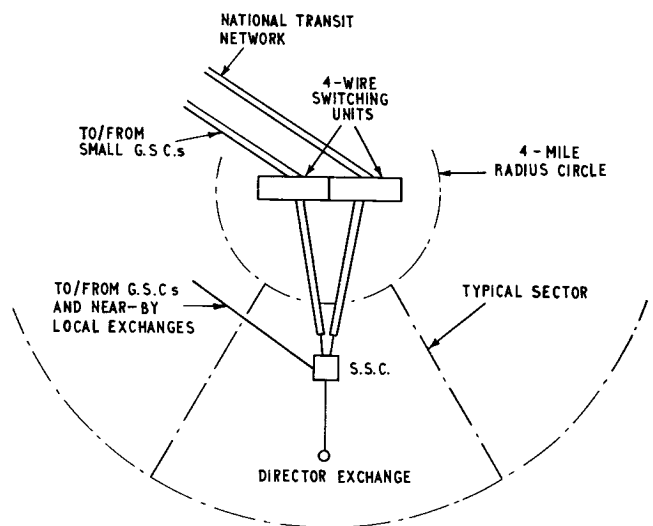 NATIONAL TRANSIT
NETWORK
4-WIRE
SWITCHING
UNITS
TO/FROM
SMALL G.S.C.s
4-MILE
RADIUS CIRCLE
TO/FROM G.S.Cs
AND NEAR-BY
LOCAL EXCHANGES
TYPICAL SECTOR
S.S.C.
DIRECTOR EXCHANGE